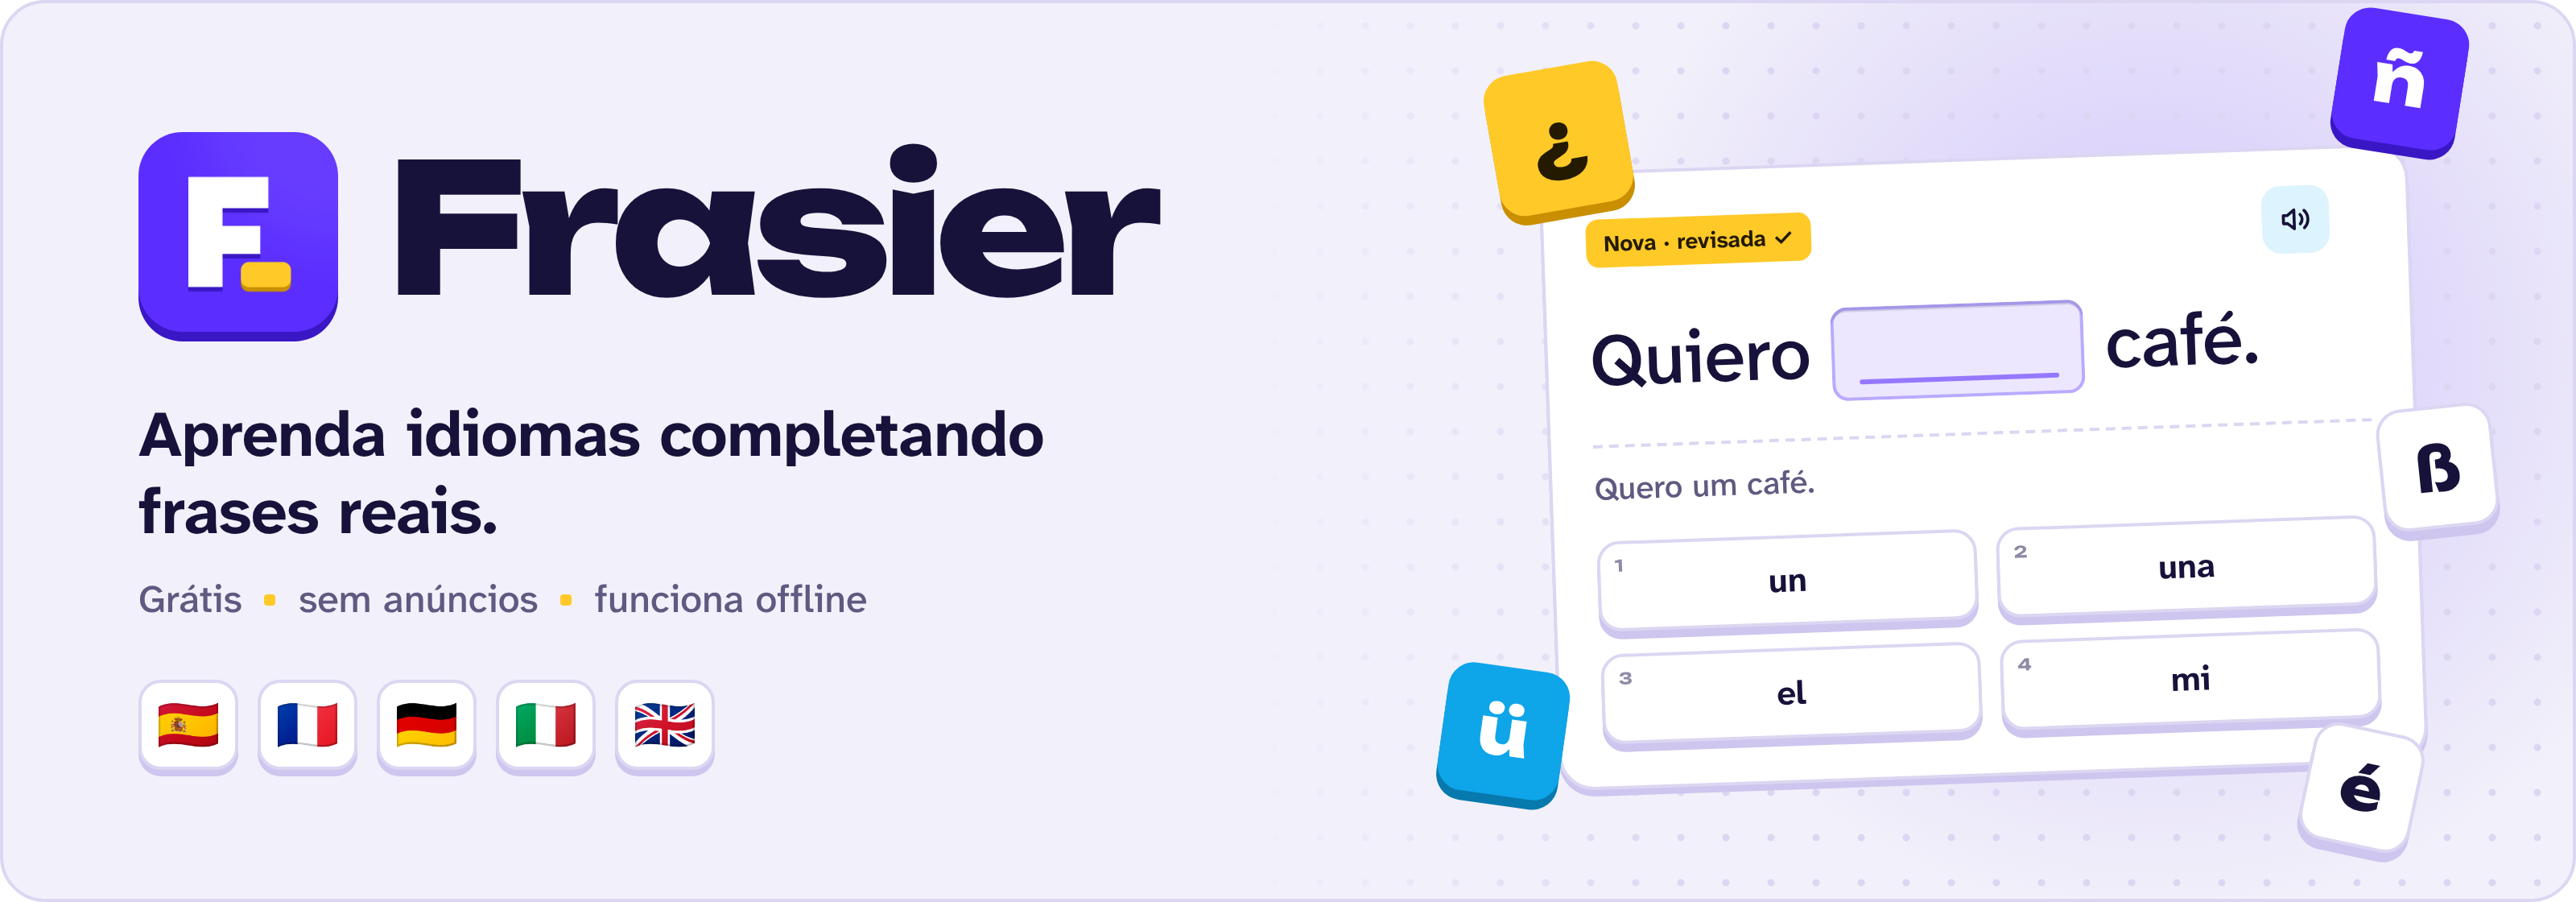 F
Frasier
Aprenda idiomas completando
frases reais.
Grátis · sem anúncios · funciona offline
¿
ñ
Nova · revisada ✓
Quiero ____ café.
Quero um café.
ß
1 un
2 una
3 el
4 mi
ü
é